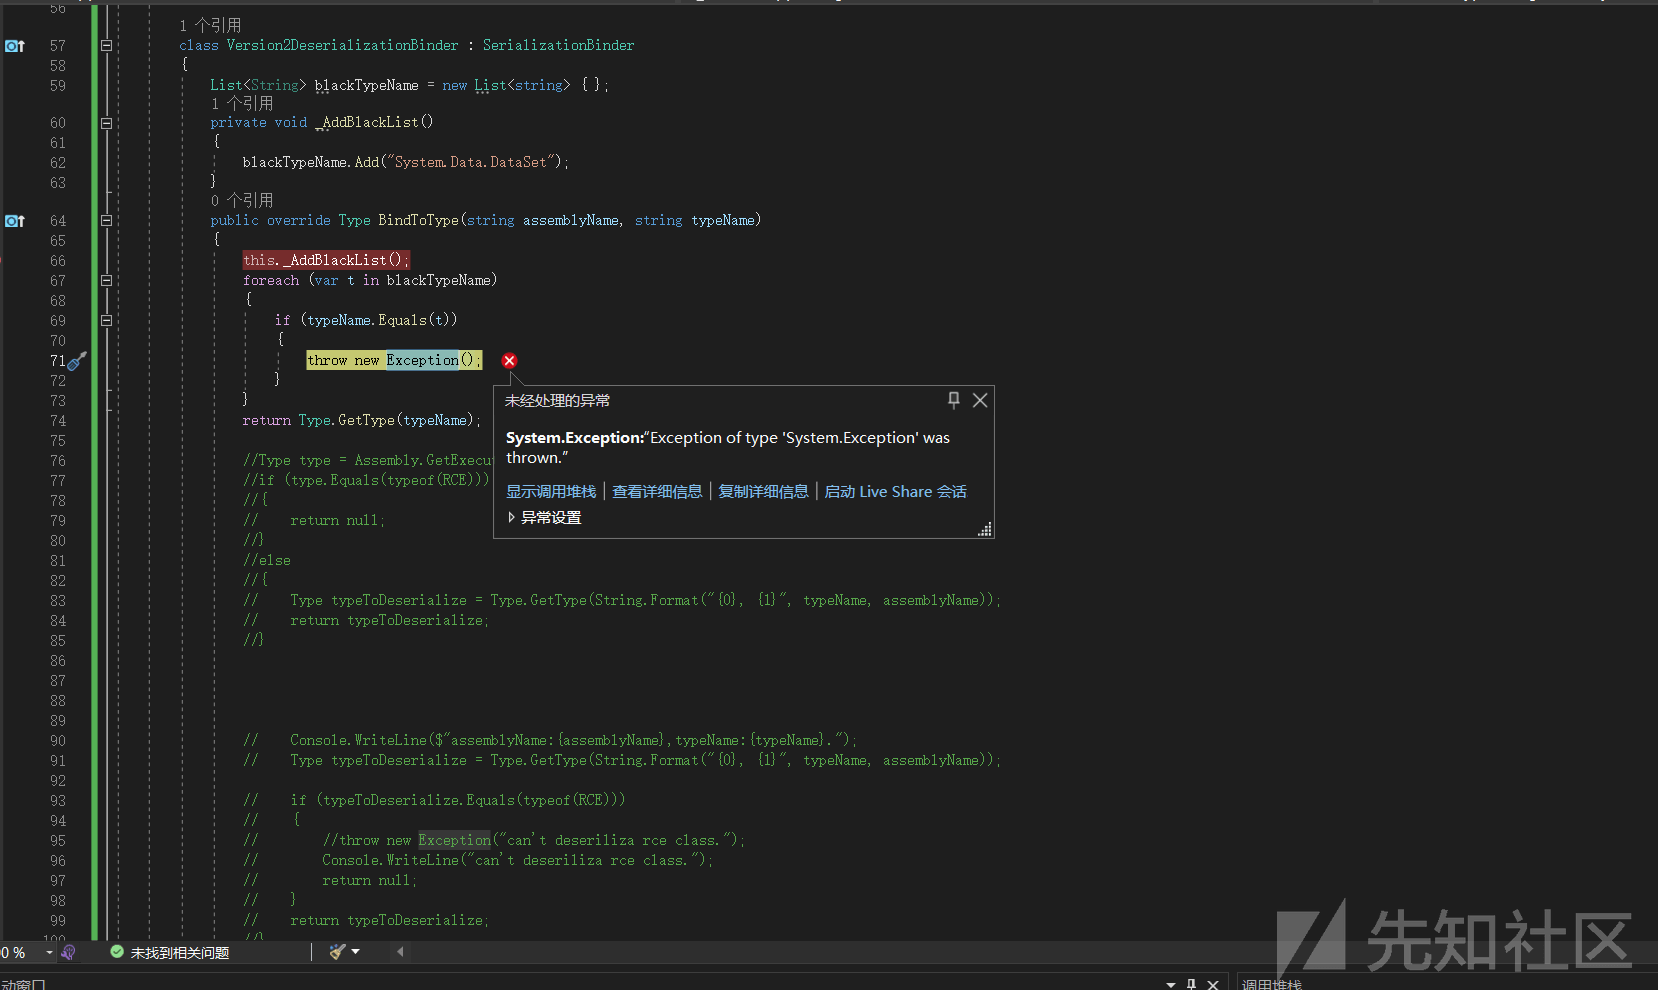 56
1 个引用
57 class Version2DeserializationBinder : SerializationBinder
58 {
59 List<String> blackTypeName = new List<string> { };
1 个引用
60 private void _AddBlackList()
61 {
62 blackTypeName.Add("System.Data.DataSet");
63 }
0 个引用
64 public override Type BindToType(string assemblyName, string typeName)
65 {
66 this._AddBlackList();
67 foreach (var t in blackTypeName)
68 {
69 if (typeName.Equals(t))
70 {
71 throw new Exception();
72 }
73 }
74 return Type.GetType(typeName);
75
未经处理的异常
System.Exception:“Exception of type 'System.Exception' was
thrown.”
显示调用堆栈 | 查看详细信息 | 复制详细信息 | 启动 Live Share 会话
异常设置
76 //Type type = Assembly.GetExecu
77 //if (type.Equals(typeof(RCE)))
78 //{
79 // return null;
80 //}
81 //else
82 //{
83 // Type typeToDeserialize = Type.GetType(String.Format("{0}, {1}", typeName, assemblyName));
84 // return typeToDeserialize;
85 //}
86
87
88
89
90 // Console.WriteLine($"assemblyName:{assemblyName},typeName:{typeName}.");
91 // Type typeToDeserialize = Type.GetType(String.Format("{0}, {1}", typeName, assemblyName));
92
93 // if (typeToDeserialize.Equals(typeof(RCE)))
94 // {
95 // //throw new Exception("can't deseriliza rce class.");
96 // Console.WriteLine("can't deseriliza rce class.");
97 // return null;
98 // }
99 // return typeToDeserialize;
100 //}
0 % 未找到相关问题
先知社区
动窗口
调用堆栈